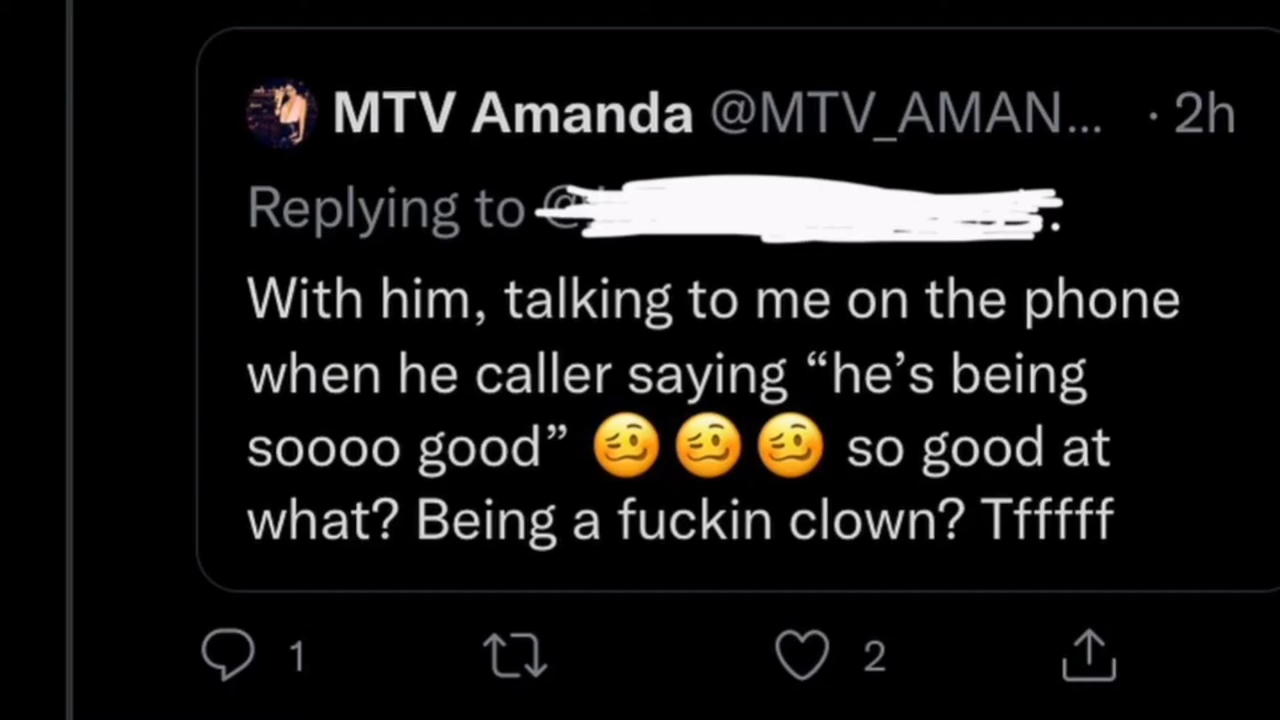 MTV Amanda @MTV_AMAN... · 2h
Replying to @
With him, talking to me on the phone
when he caller saying “he’s being
soooo good” 🥴🥴🥴 so good at
what? Being a fuckin clown? Tfffff
1 2